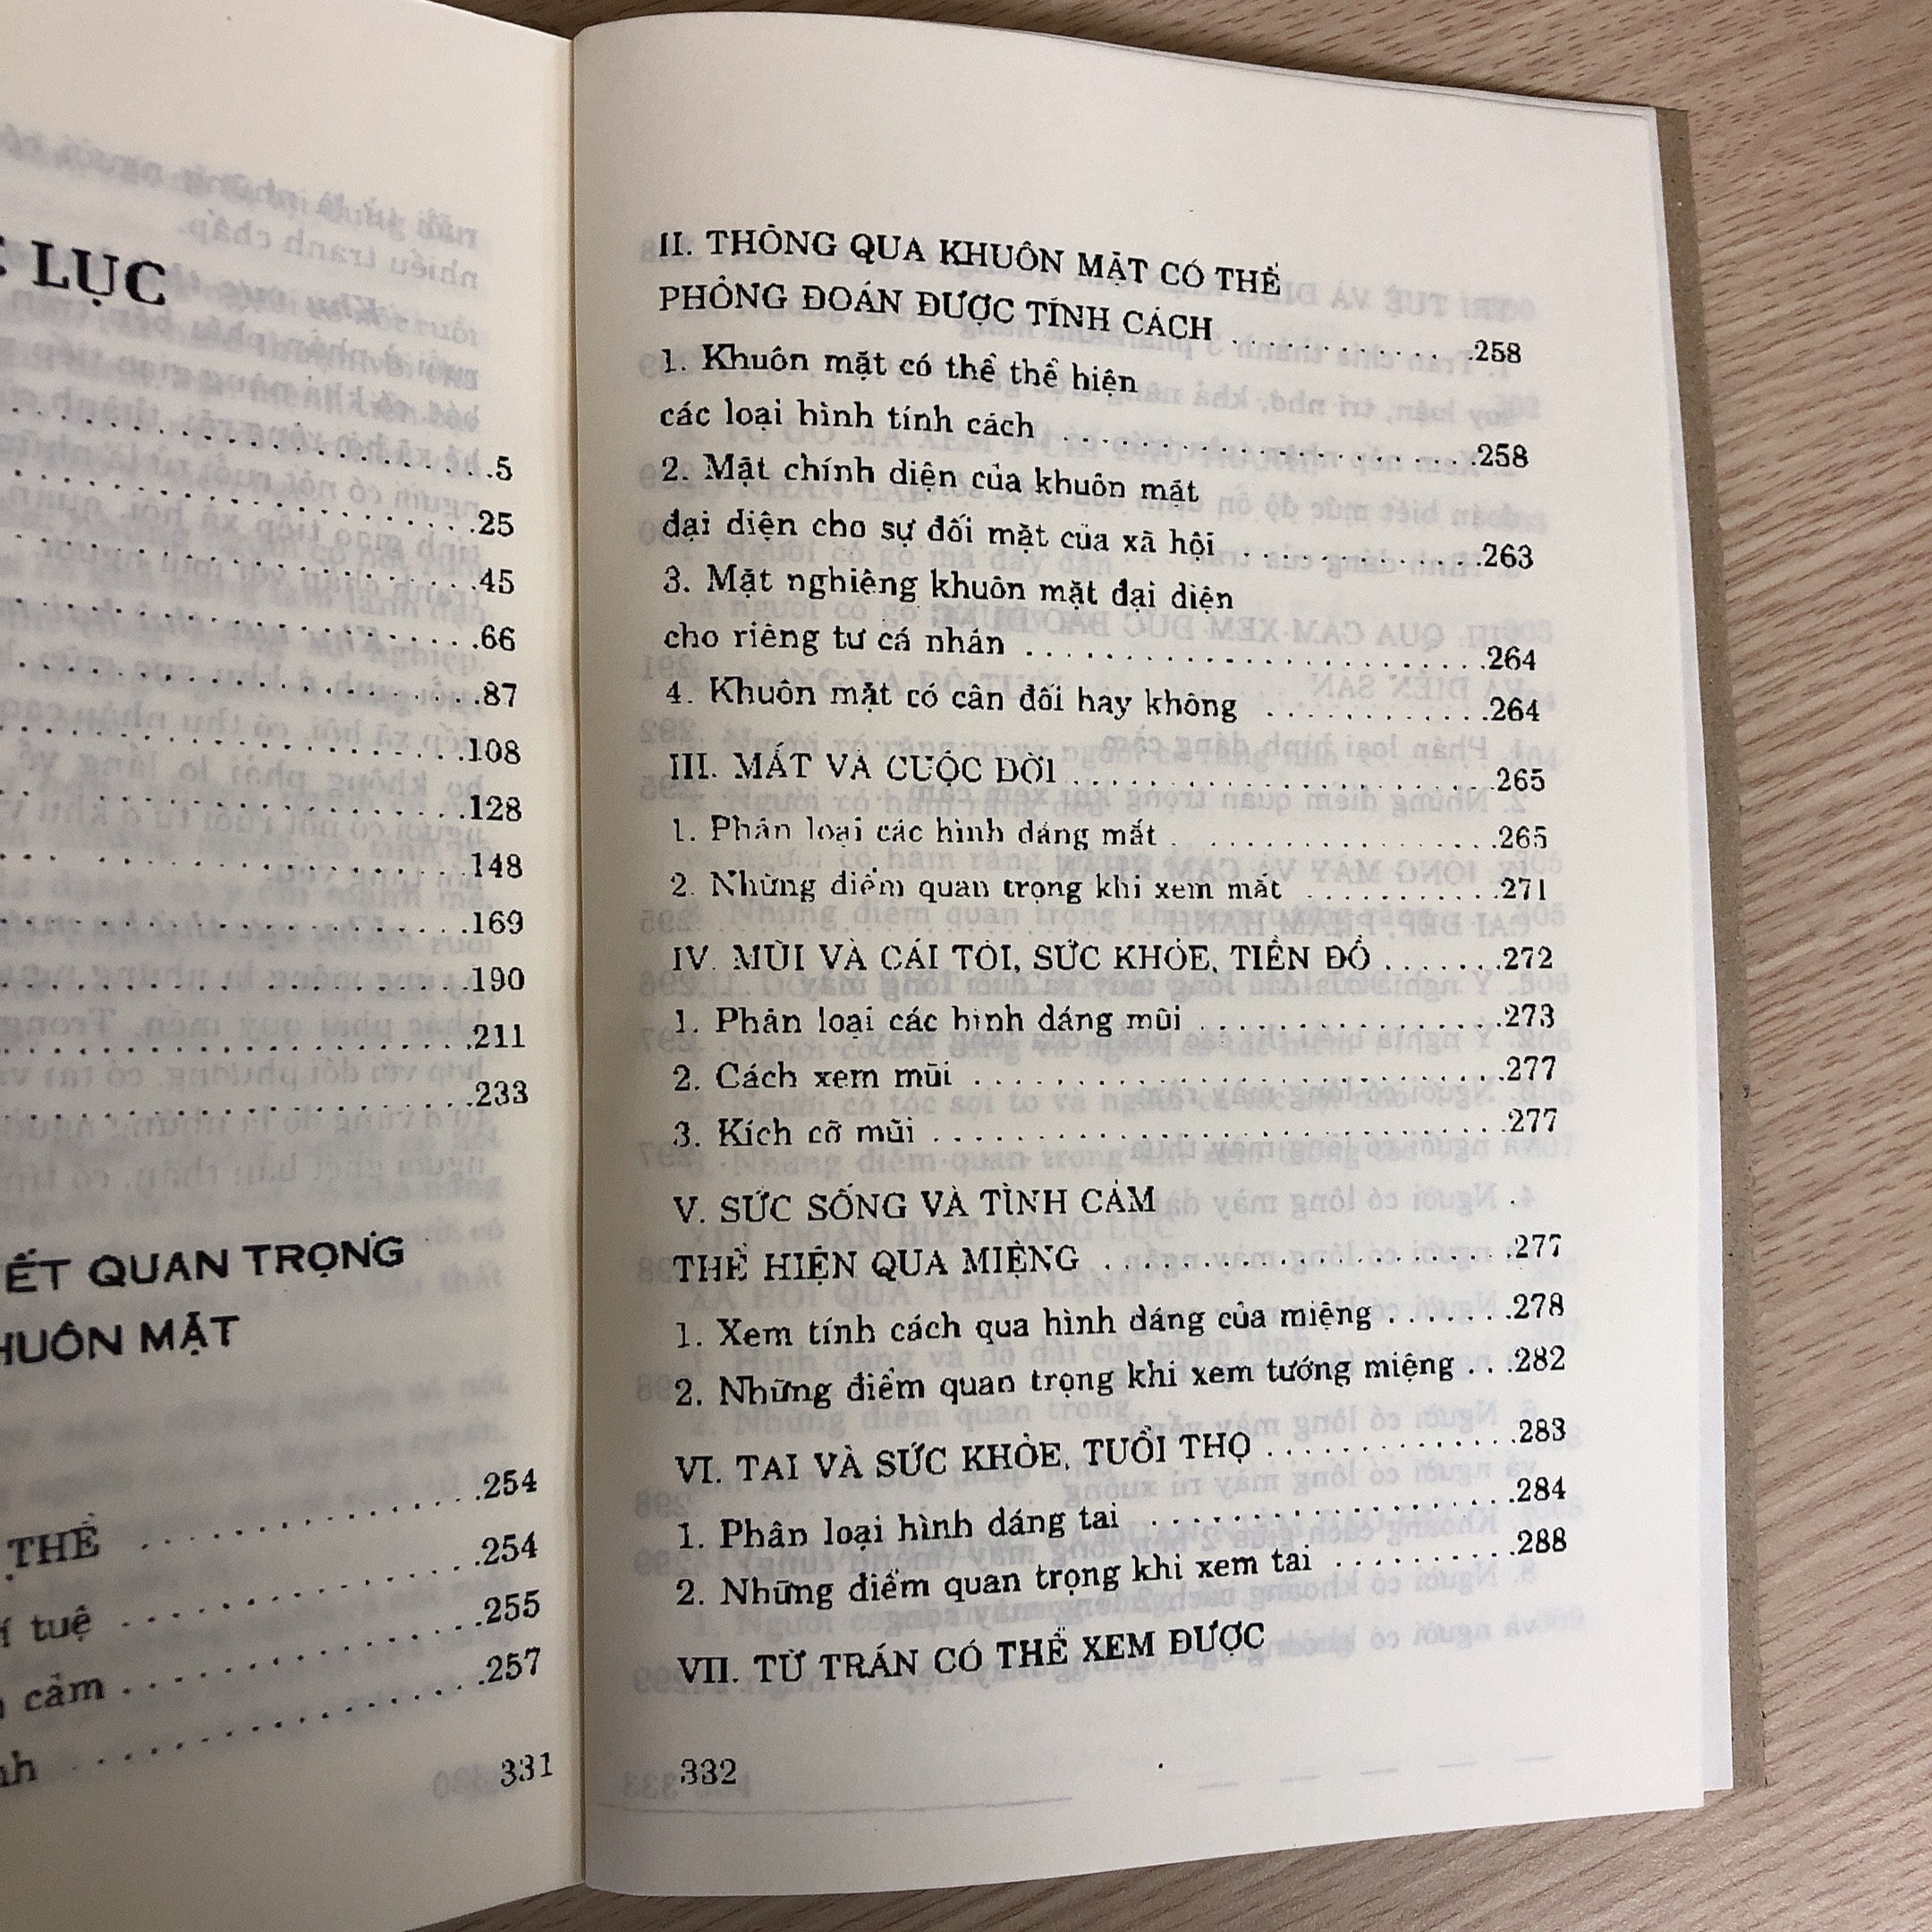 LỤC
5
25
45
66
87
108
128
148
169
190
211
233
QUAN TRỌNG
MẶT
THỂ
254
tuệ 254
cảm 255
257
331
II. THÔNG QUA KHUÔN MẶT CÓ THỂ
PHỎNG ĐOÁN ĐƯỢC TÍNH CÁCH . . . . . . . . . . . . .258
1. Khuôn mặt có thể thể hiện
các loại hình tính cách . . . . . . . . . . . . . . . . . . .258
2. Mặt chính diện của khuôn mặt
đại diện cho sự đối mặt của xã hội . . . . . . . . . . .263
3. Mặt nghiêng khuôn mặt đại diện
cho riêng tư cá nhân . . . . . . . . . . . . . . . . . . . .264
4. Khuôn mặt có cân đối hay không . . . . . . . . . .264
III. MẮT VÀ CUỘC ĐỜI . . . . . . . . . . . . . . . . . . .265
1. Phân loại các hình dáng mắt . . . . . . . . . . . . . .265
2. Những điểm quan trọng khi xem mắt . . . . . . . .271
IV. MŨI VÀ CÁI TÔI, SỨC KHỎE, TIỀN ĐỒ . . . . . . .272
1. Phân loại các hình dáng mũi . . . . . . . . . . . . . .273
2. Cách xem mũi . . . . . . . . . . . . . . . . . . . . . . . .277
3. Kích cỡ mũi . . . . . . . . . . . . . . . . . . . . . . . . . .277
V. SỨC SỐNG VÀ TÌNH CẢM
THỂ HIỆN QUA MIỆNG . . . . . . . . . . . . . . . . . .277
1. Xem tính cách qua hình dáng của miệng . . . . . . .278
2. Những điểm quan trọng khi xem tướng miệng . . .282
VI. TAI VÀ SỨC KHỎE, TUỔI THỌ . . . . . . . . . . . . .283
1. Phân loại hình dáng tai . . . . . . . . . . . . . . . . .284
2. Những điểm quan trọng khi xem tai . . . . . . . . . .288
VII. TỪ TRÁN CÓ THỂ XEM ĐƯỢC
332